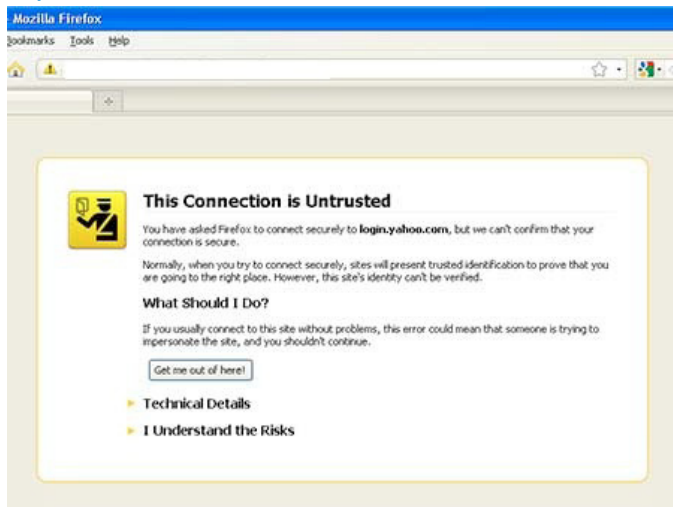 Mozilla Firefox
Bookmarks Tools Help
This Connection is Untrusted
You have asked Firefox to connect securely to login.yahoo.com, but we can't confirm that your
connection is secure.
Normally, when you try to connect securely, sites will present trusted identification to prove that you
are going to the right place. However, this site's identity can't be verified.
What Should I Do?
If you usually connect to this site without problems, this error could mean that someone is trying to
impersonate the site, and you shouldn't continue.
Get me out of here!
Technical Details
I Understand the Risks